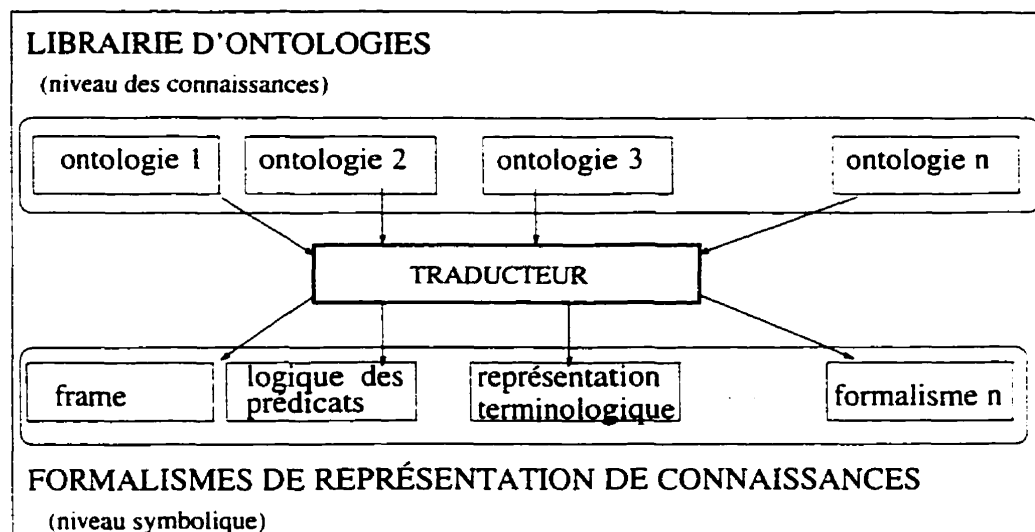 LIBRAIRIE D'ONTOLOGIES
(niveau des connaissances)
ontologie 1
ontologie 2
ontologie 3
ontologie n
TRADUCTEUR
frame
logique des
prédicats
représentation
terminologique
formalisme n
FORMALISMES DE REPRÉSENTATION DE CONNAISSANCES
(niveau symbolique)